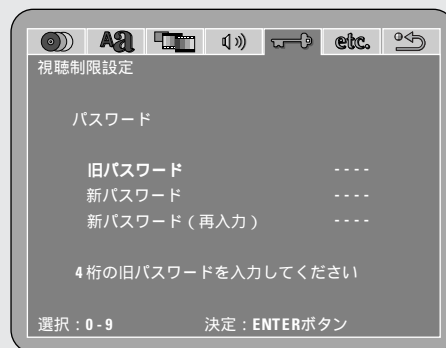 Aa etc.
視聴制限設定
パスワード
旧パスワード ----
新パスワード ----
新パスワード(再入力) ----
4桁の旧パスワードを入力してください
選択:0-9 決定:ENTERボタン